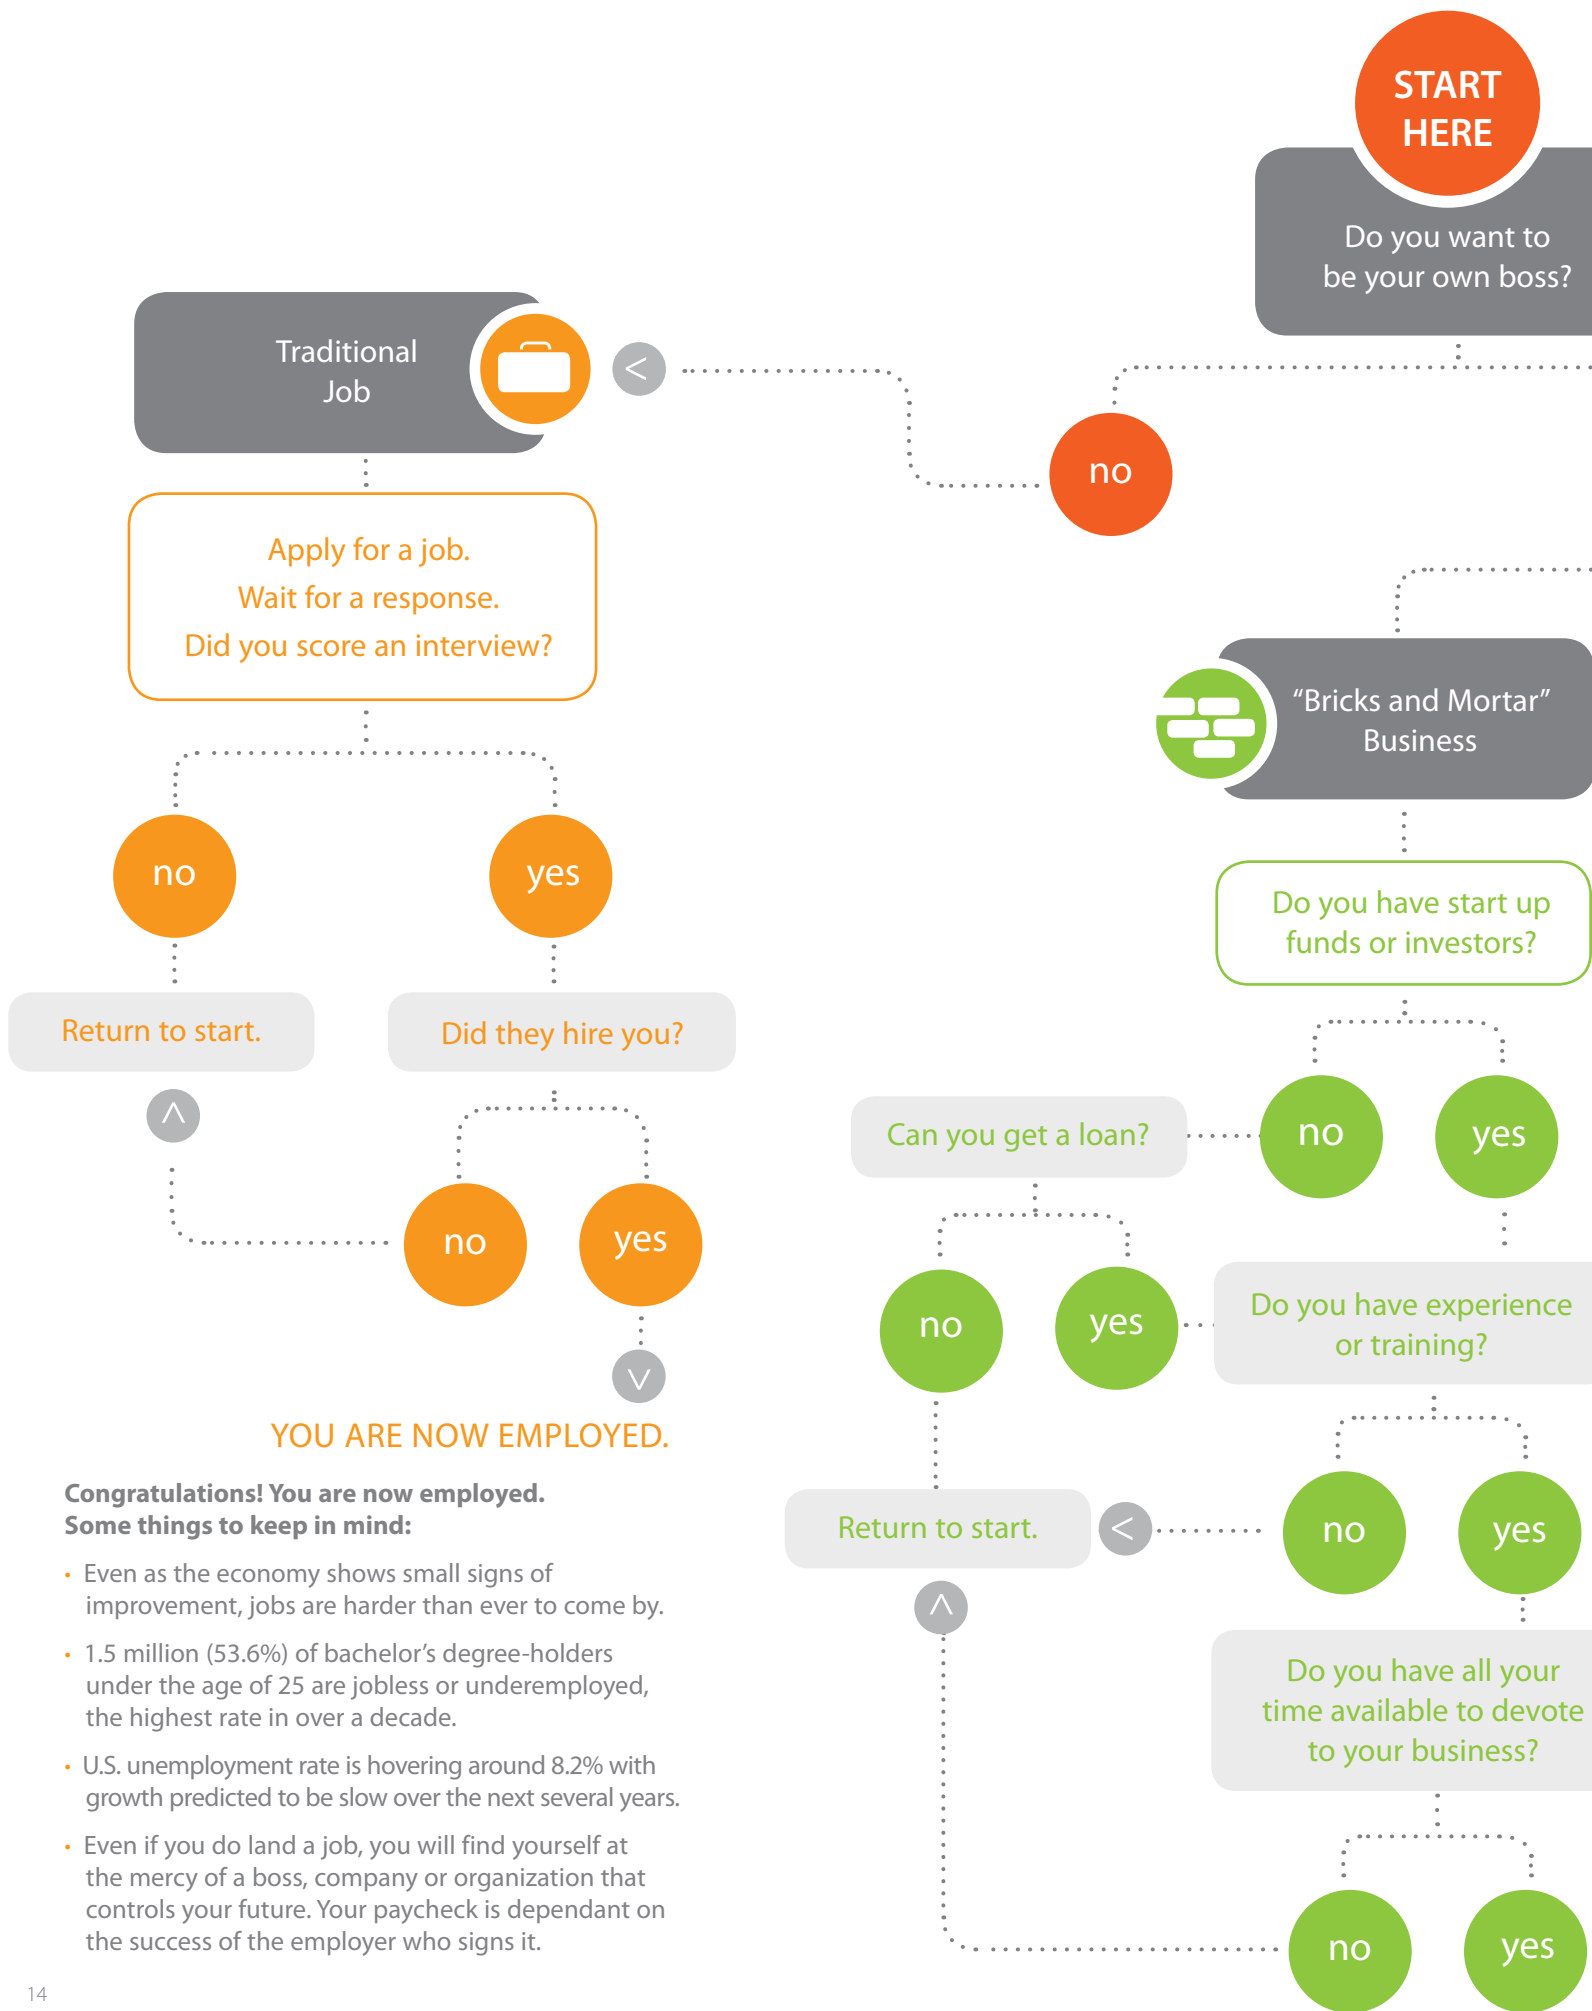 START
HERE
Do you want to
be your own boss?
Traditional
Job
<
no
Apply for a job.
Wait for a response.
Did you score an interview?
“Bricks and Mortar”
Business
no
yes
Do you have start up
funds or investors?
Return to start.
Did they hire you?
no
yes
Can you get a loan?
no
yes
no
yes
Do you have experience
or training?
YOU ARE NOW EMPLOYED.
Congratulations! You are now employed.
Some things to keep in mind:
• Even as the economy shows small signs of
improvement, jobs are harder than ever to come by.
• 1.5 million (53.6%) of bachelor’s degree-holders
under the age of 25 are jobless or underemployed,
the highest rate in over a decade.
• U.S. unemployment rate is hovering around 8.2% with
growth predicted to be slow over the next several years.
• Even if you do land a job, you will find yourself at
the mercy of a boss, company or organization that
controls your future. Your paycheck is dependant on
the success of the employer who signs it.
Return to start.
<
no
yes
Do you have all your
time available to devote
to your business?
no
yes
14